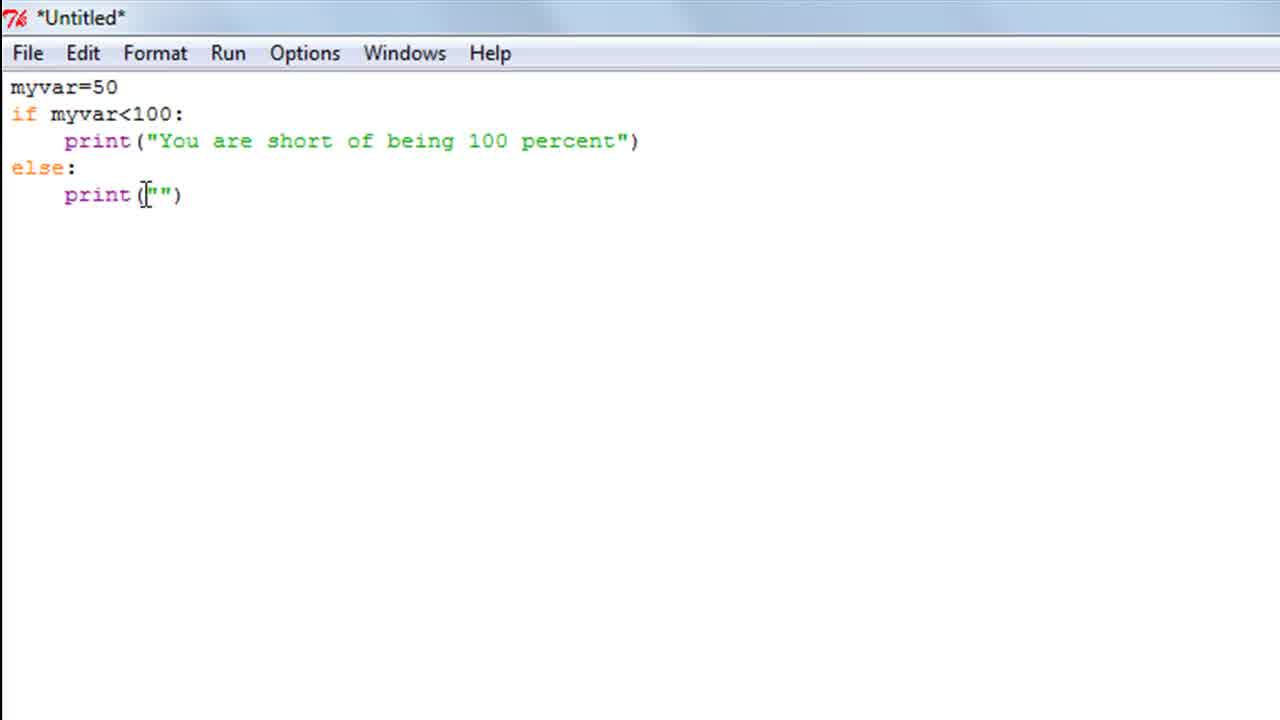 *Untitled*
File Edit Format Run Options Windows Help
myvar=50
if myvar<100:
    print("You are short of being 100 percent")
else:
    print("")